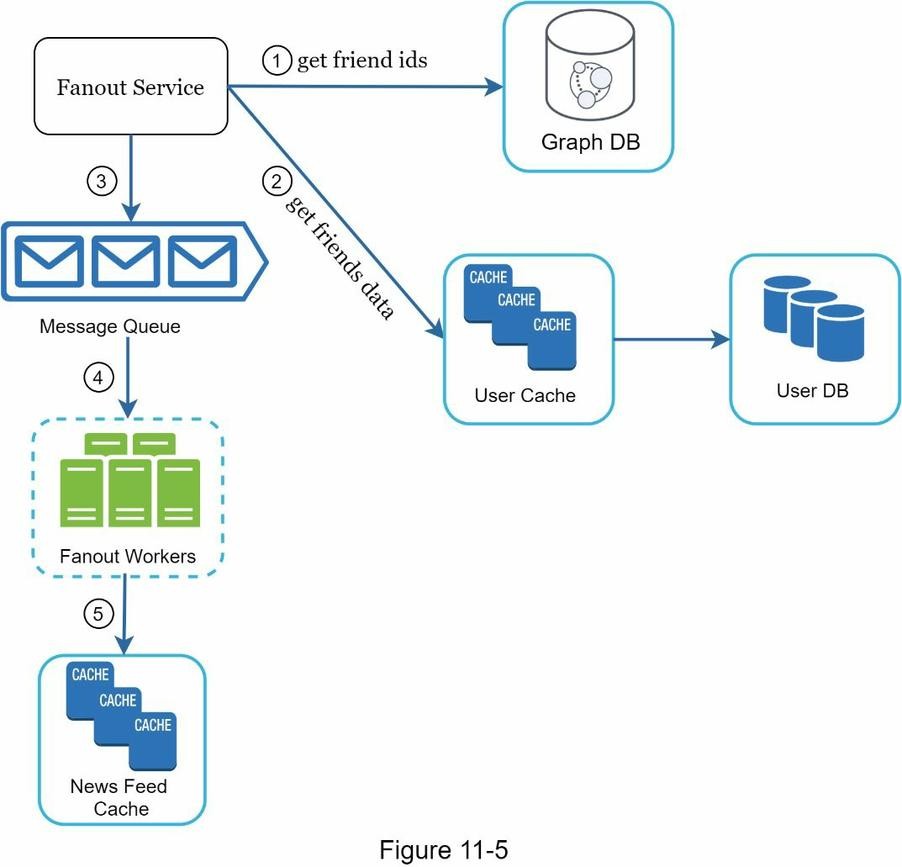 Fanout Service
1 get friend ids
Graph DB
2 get friends data
3
Message Queue
CACHE
CACHE
CACHE
User Cache
User DB
4
Fanout Workers
5
CACHE
CACHE
CACHE
News Feed
Cache
Figure 11-5